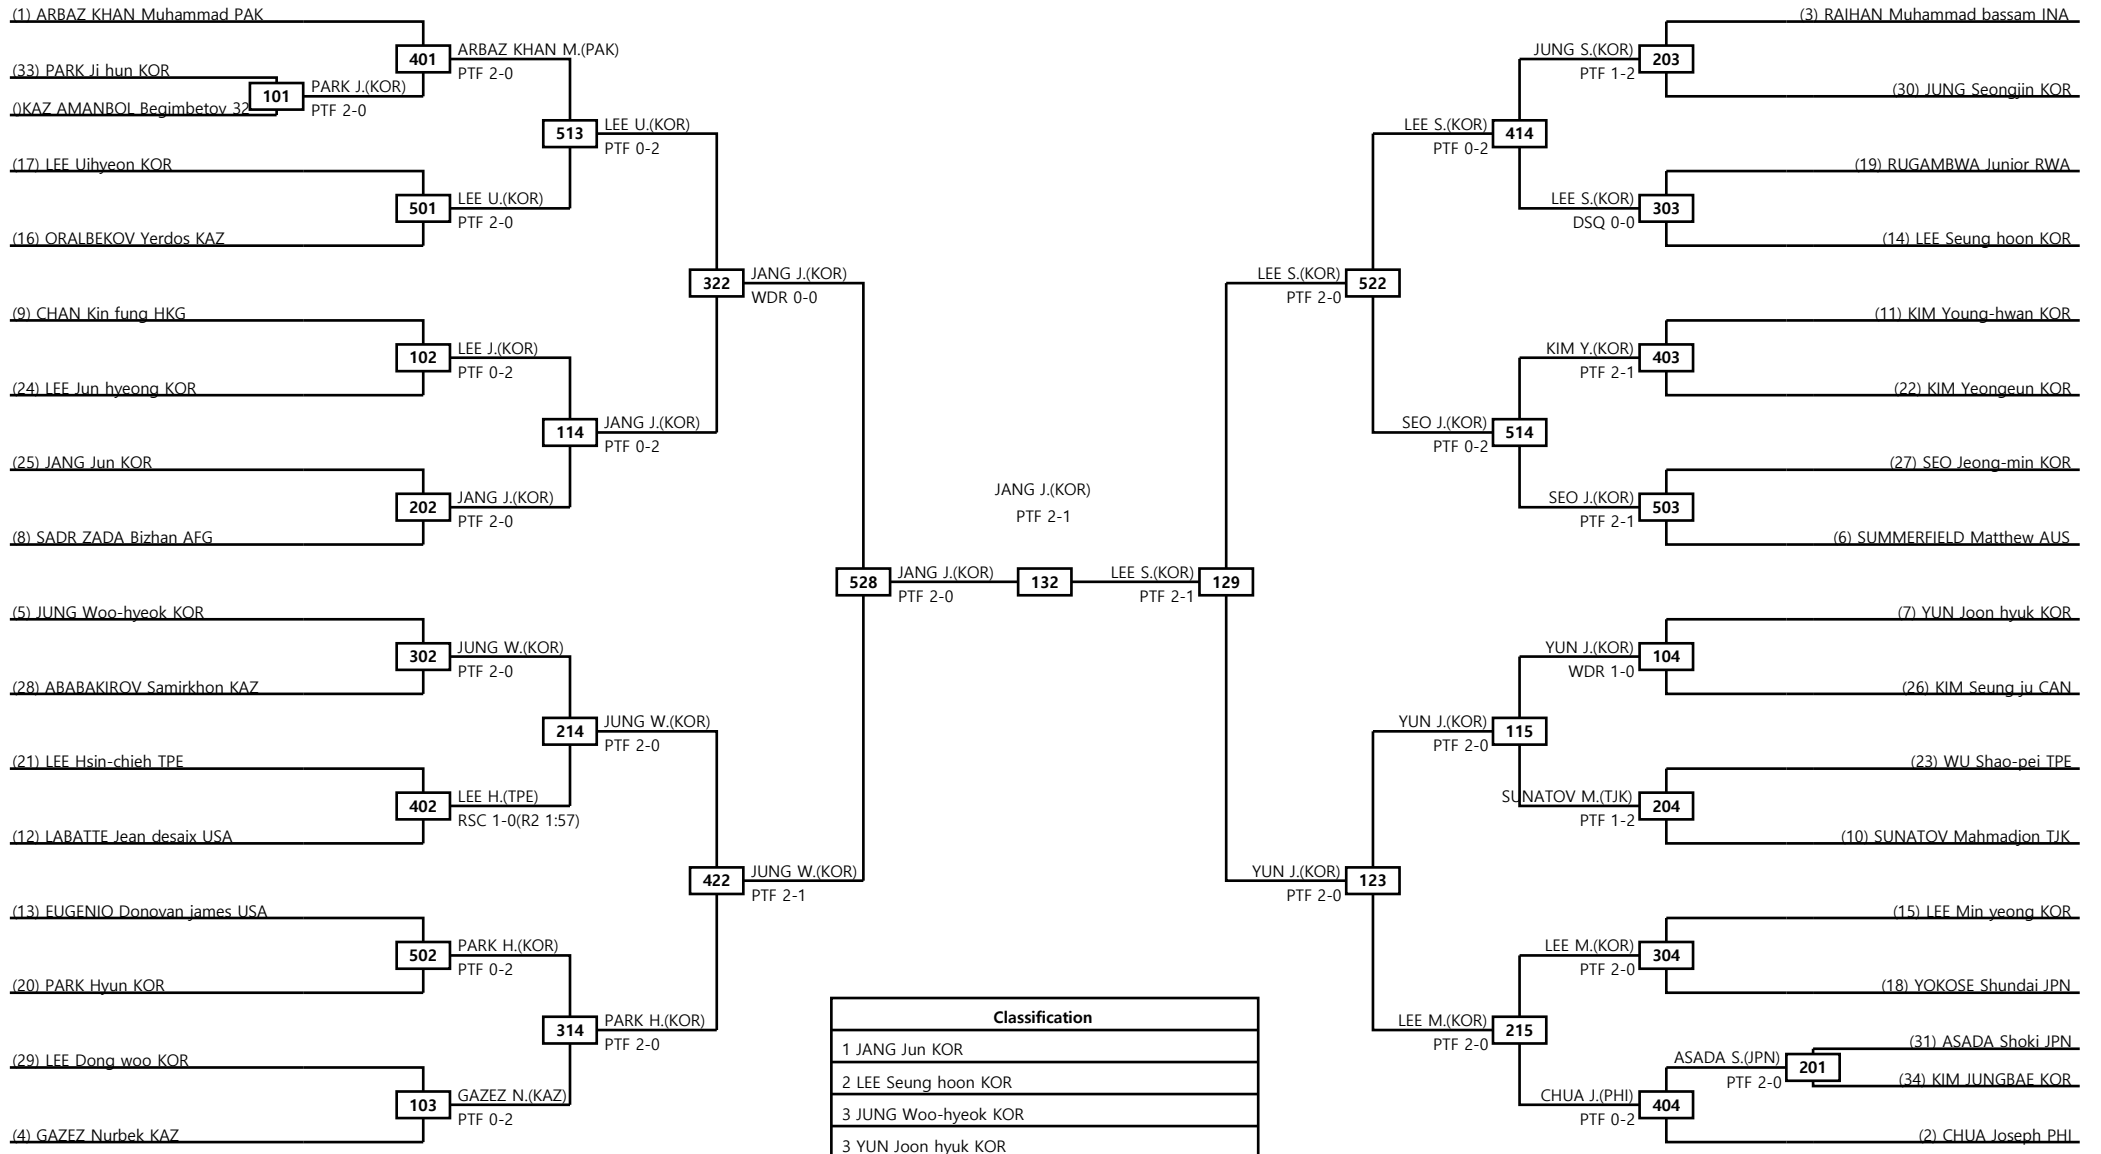 (1) ARBAZ KHAN Muhammad PAK
401
ARBAZ KHAN M.(PAK)
PTF 2-0
(33) PARK Ji hun KOR
101
PARK J.(KOR)
PTF 2-0
()KAZ AMANBOL Begimbetov 32
513
LEE U.(KOR)
PTF 0-2
(17) LEE Uihyeon KOR
501
LEE U.(KOR)
PTF 2-0
(16) ORALBEKOV Yerdos KAZ
322
JANG J.(KOR)
WDR 0-0
(9) CHAN Kin fung HKG
102
LEE J.(KOR)
PTF 0-2
(24) LEE Jun hyeong KOR
114
JANG J.(KOR)
PTF 0-2
(25) JANG Jun KOR
202
JANG J.(KOR)
PTF 2-0
(8) SADR ZADA Bizhan AFG
528
JANG J.(KOR)
PTF 2-0
(5) JUNG Woo-hyeok KOR
302
JUNG W.(KOR)
PTF 2-0
(28) ABABAKIROV Samirkhon KAZ
214
JUNG W.(KOR)
PTF 2-0
(21) LEE Hsin-chieh TPE
402
LEE H.(TPE)
RSC 1-0(R2 1:57)
(12) LABATTE Jean desaix USA
422
JUNG W.(KOR)
PTF 2-1
(13) EUGENIO Donovan james USA
502
PARK H.(KOR)
PTF 0-2
(20) PARK Hyun KOR
314
PARK H.(KOR)
PTF 2-0
(29) LEE Dong woo KOR
103
GAZEZ N.(KAZ)
PTF 0-2
(4) GAZEZ Nurbek KAZ
JANG J.(KOR)
PTF 2-1
132
(3) RAIHAN Muhammad bassam INA
JUNG S.(KOR)
203
PTF 1-2
(30) JUNG Seongjin KOR
LEE S.(KOR)
414
PTF 0-2
(19) RUGAMBWA Junior RWA
LEE S.(KOR)
303
DSQ 0-0
(14) LEE Seung hoon KOR
LEE S.(KOR)
522
PTF 2-0
(11) KIM Young-hwan KOR
KIM Y.(KOR)
403
PTF 2-1
(22) KIM Yeongeun KOR
SEO J.(KOR)
514
PTF 0-2
(27) SEO Jeong-min KOR
SEO J.(KOR)
503
PTF 2-1
(6) SUMMERFIELD Matthew AUS
LEE S.(KOR)
129
PTF 2-1
(7) YUN Joon hyuk KOR
YUN J.(KOR)
104
WDR 1-0
(26) KIM Seung ju CAN
YUN J.(KOR)
115
PTF 2-0
(23) WU Shao-pei TPE
SUNATOV M.(TJK)
204
PTF 1-2
(10) SUNATOV Mahmadjon TJK
YUN J.(KOR)
123
PTF 2-0
(15) LEE Min yeong KOR
LEE M.(KOR)
304
PTF 2-0
(18) YOKOSE Shundai JPN
LEE M.(KOR)
215
PTF 2-0
(31) ASADA Shoki JPN
ASADA S.(JPN)
201
PTF 2-0
(34) KIM JUNGBAE KOR
CHUA J.(PHI)
404
PTF 0-2
(2) CHUA Joseph PHI
Classification
1 JANG Jun KOR
2 LEE Seung hoon KOR
3 JUNG Woo-hyeok KOR
3 YUN Joon hyuk KOR